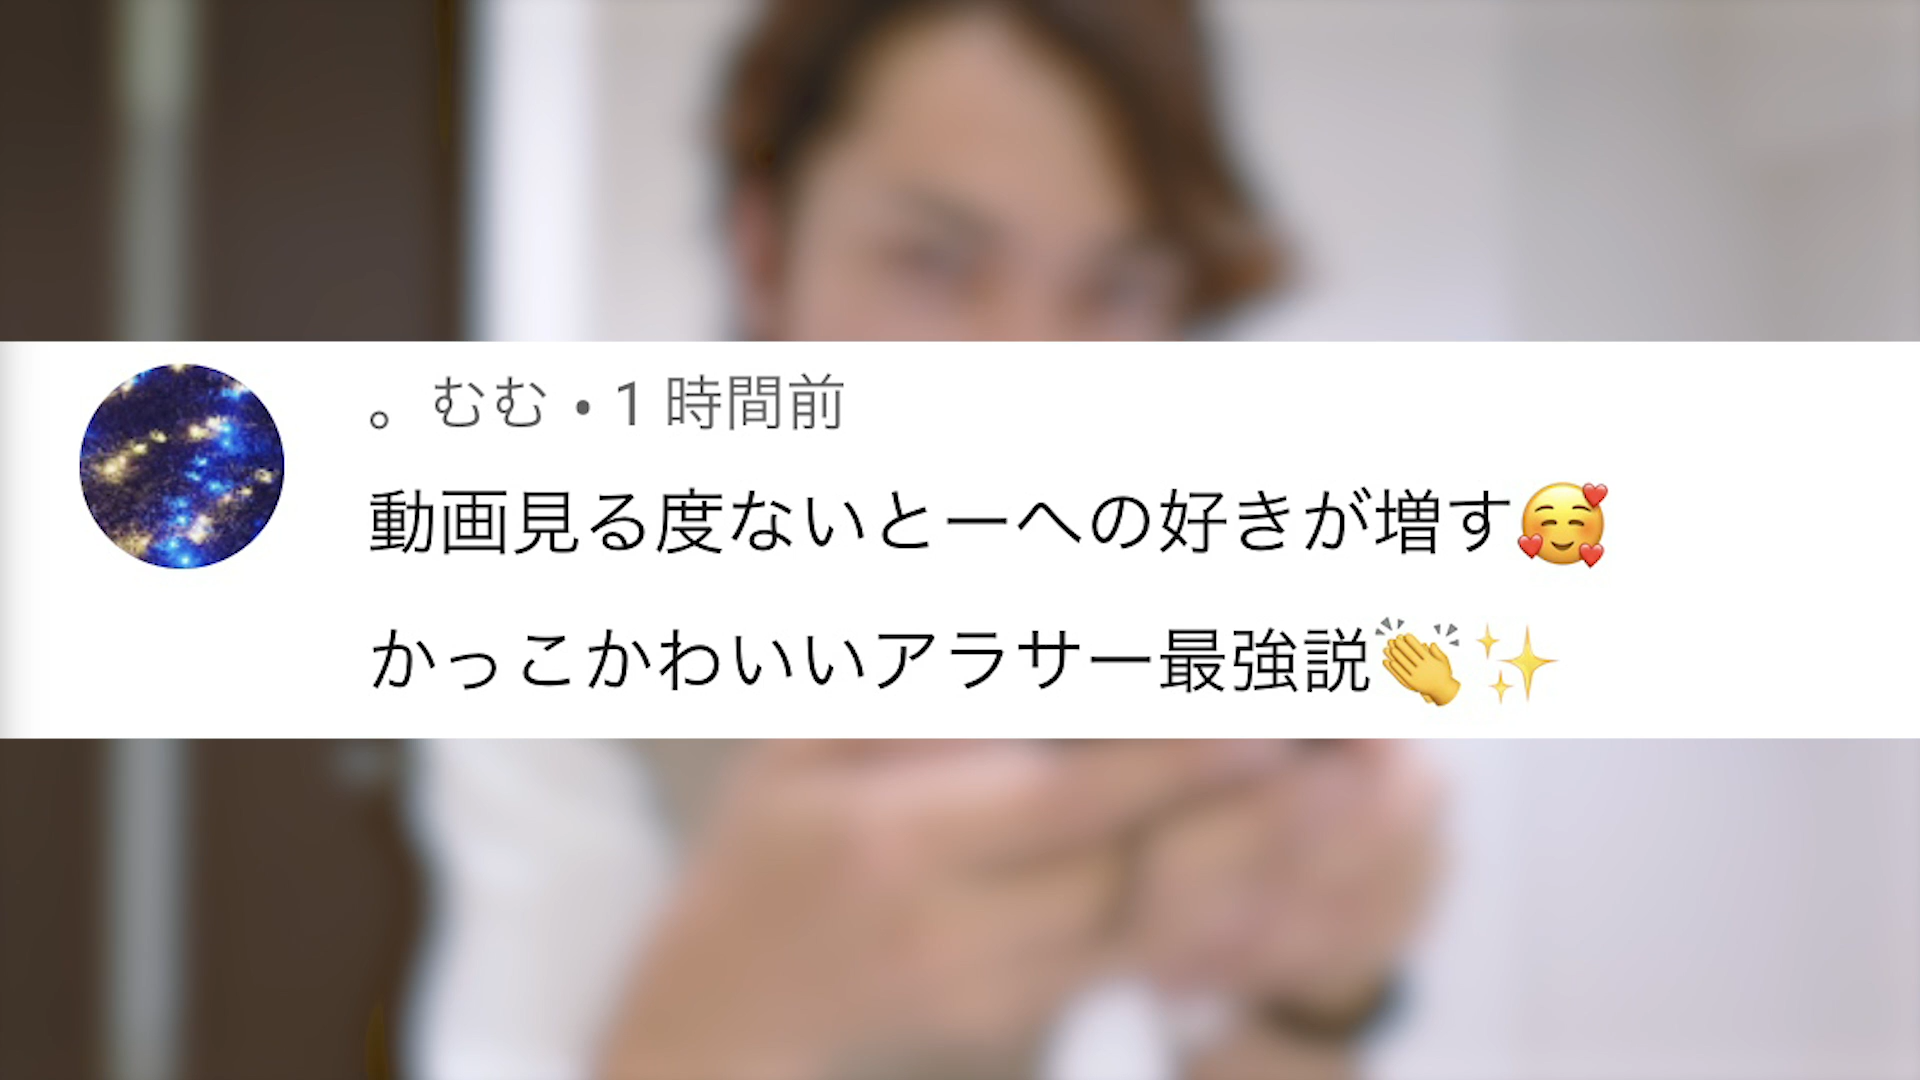 。むむ • 1 時間前
動画見る度ないとーへの好きが増す🥰
かっこかわいいアラサー最強説👏✨